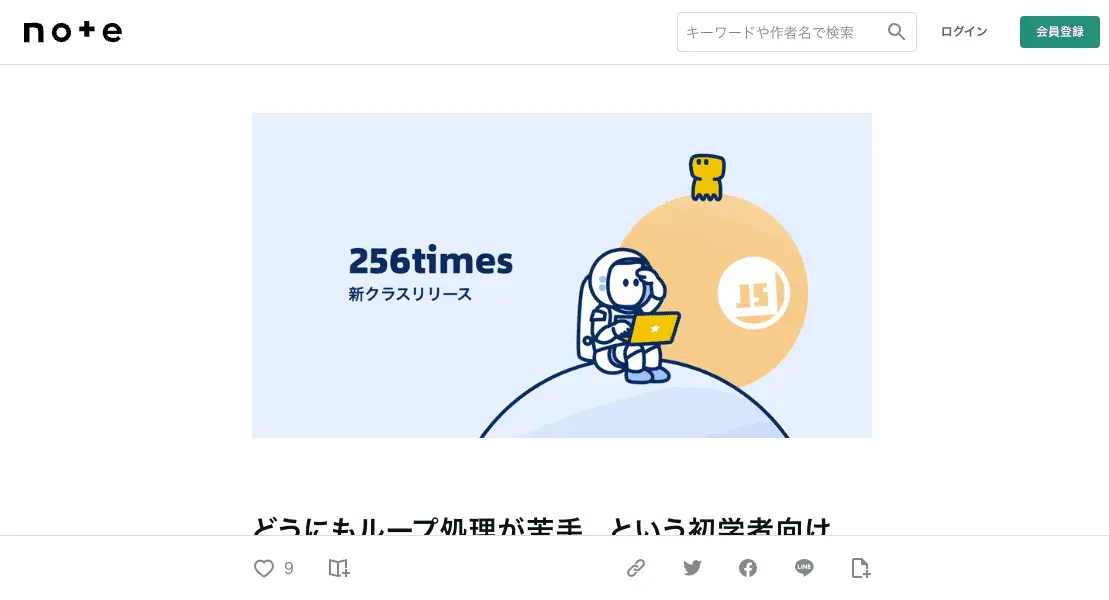 note
キーワードや作者名で検索
ログイン
会員登録
256times
新クラスリリース
JS
どうにもループ処理が苦手…という初学者向け
9
LINE